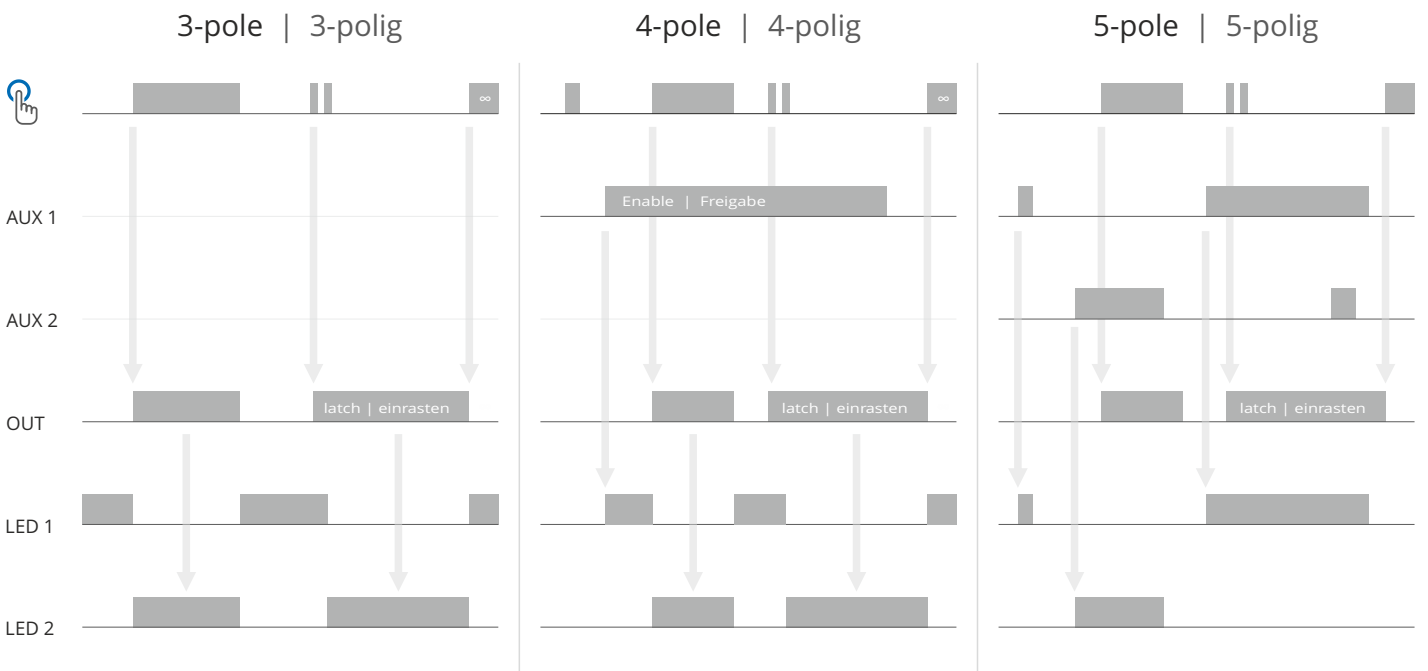 3-pole | 3-polig
4-pole | 4-polig
5-pole | 5-polig
∞
∞
AUX 1
Enable | Freigabe
AUX 2
OUT
latch | einrasten
latch | einrasten
latch | einrasten
LED 1
LED 2